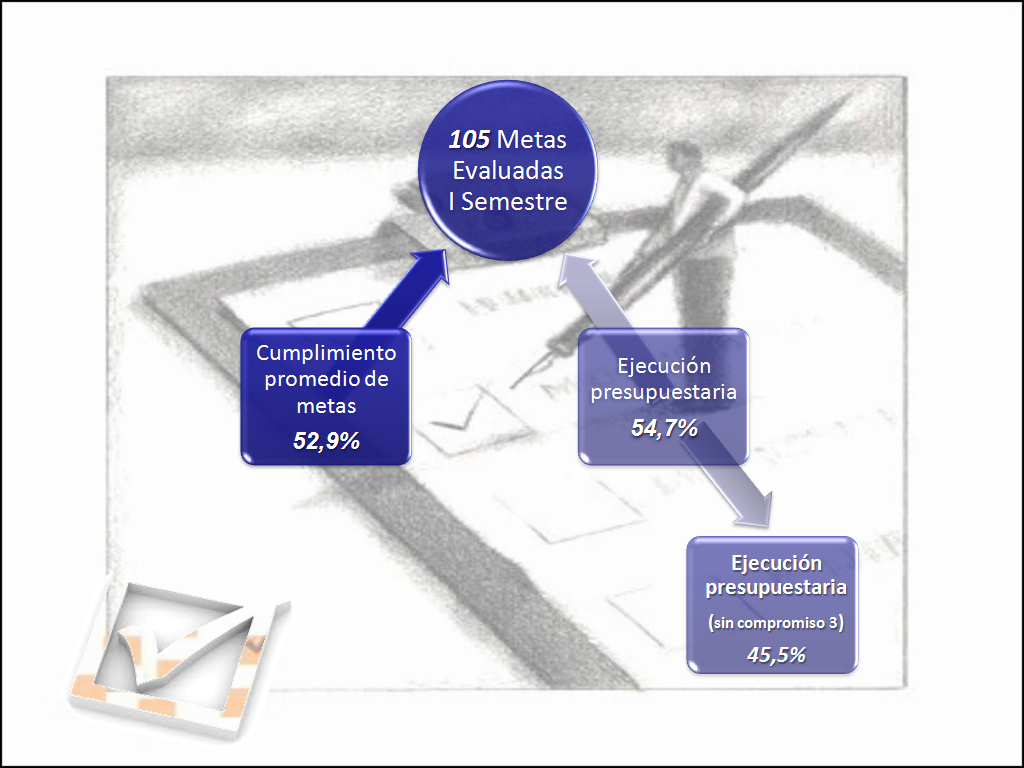 105 Metas
Evaluadas
I Semestre
Cumplimiento
promedio de
metas
52,9%
Ejecución
presupuestaria
54,7%
Ejecución
presupuestaria
(sin compromiso 3)
45,5%